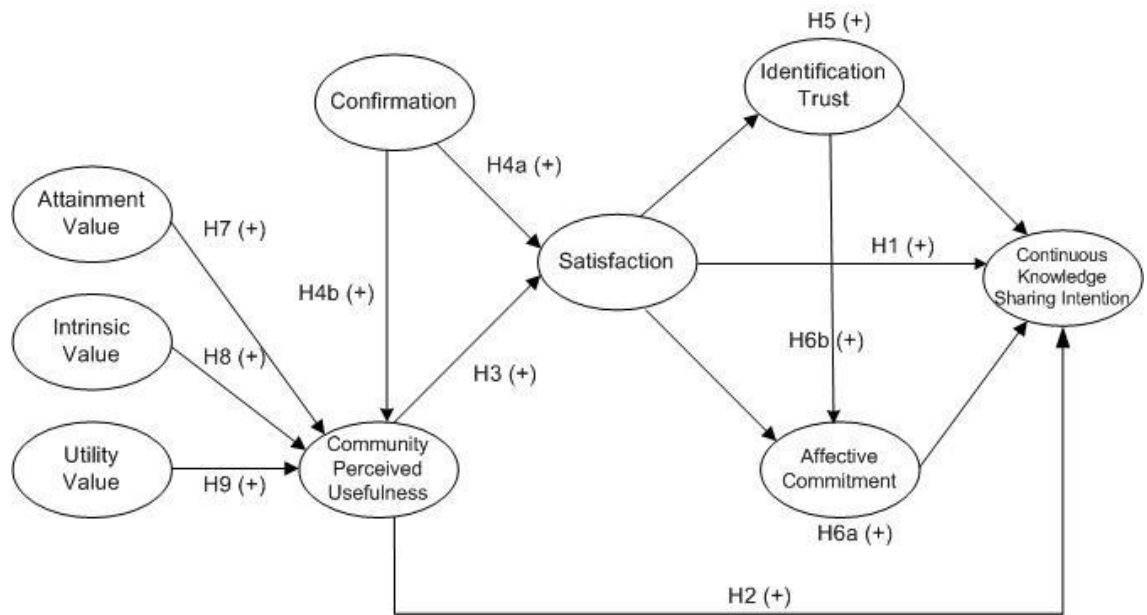 H5 (+)
Identification
Trust
Confirmation
H4a (+)
Attainment
Value
H7 (+)
Satisfaction
H1 (+)
Continuous
Knowledge
Sharing Intention
H4b (+)
Intrinsic
Value
H8 (+)
H3 (+)
H6b (+)
Utility
Value
H9 (+)
Community
Perceived
Usefulness
Affective
Commitment
H6a (+)
H2 (+)